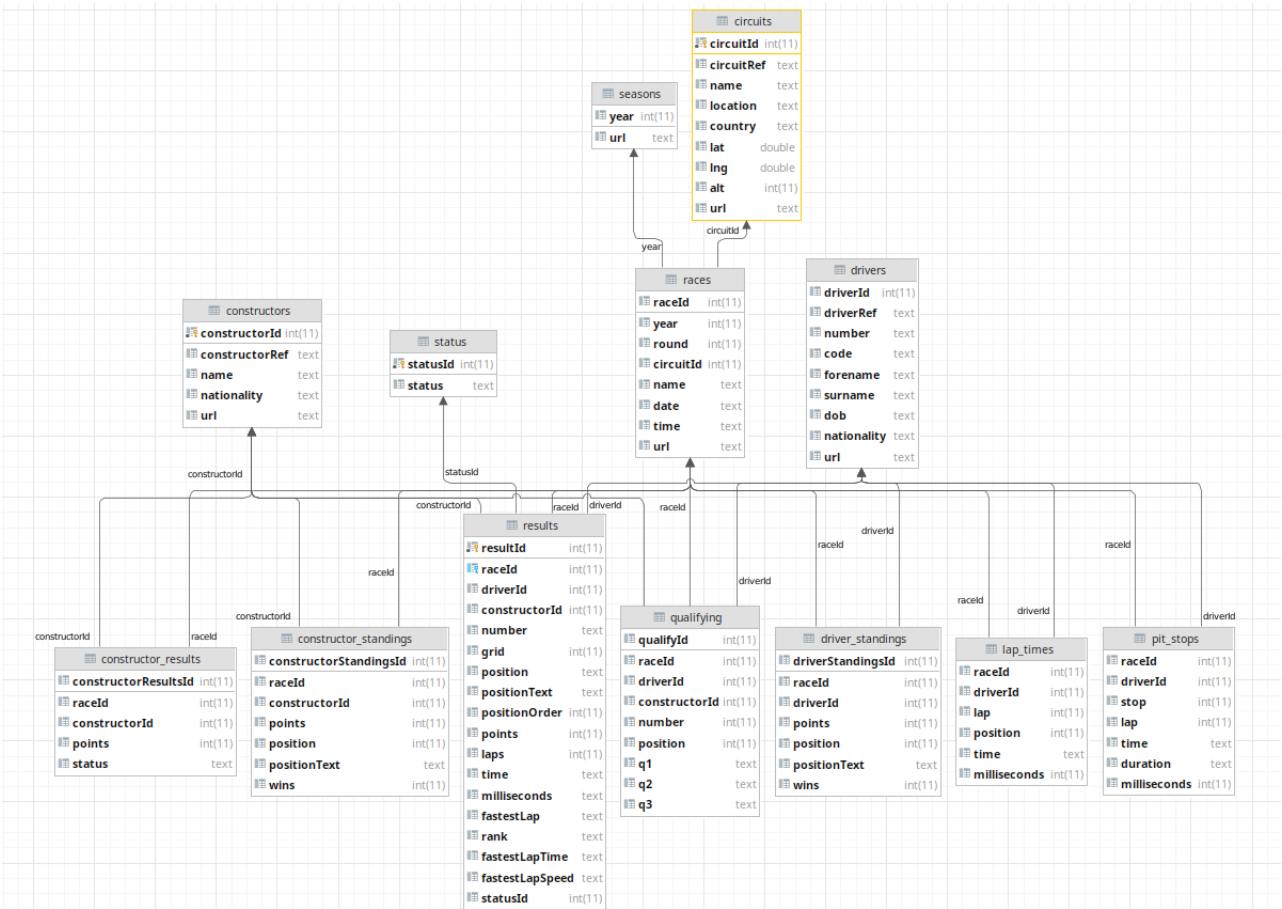 circuits
circuitId int(11)
circuitRef text
name text
location text
country text
lat double
lng double
alt int(11)
url text
seasons
year int(11)
url text
year
circuitId
races
raceId int(11)
year int(11)
round int(11)
circuitId int(11)
name text
date text
time text
url text
drivers
driverId int(11)
driverRef text
number text
code text
forename text
surname text
dob text
nationality text
url text
constructors
constructorId int(11)
constructorRef text
name text
nationality text
url text
status
statusId int(11)
status text
constructorId
statusId
constructorId
raceId
driverId
raceId
raceId
driverId
raceId
raceId
driverId
raceId
driverId
driverId
constructorId
constructorId
raceId
results
resultId int(11)
raceId int(11)
driverId int(11)
constructorId int(11)
number text
grid int(11)
position text
positionText text
positionOrder int(11)
points int(11)
laps int(11)
time text
milliseconds text
fastestLap text
rank text
fastestLapTime text
fastestLapSpeed text
statusId int(11)
constructor_results
constructorResultsId int(11)
raceId int(11)
constructorId int(11)
points int(11)
status text
constructor_standings
constructorStandingsId int(11)
raceId int(11)
constructorId int(11)
points int(11)
position int(11)
positionText text
wins int(11)
qualifying
qualifyId int(11)
raceId int(11)
driverId int(11)
constructorId int(11)
number int(11)
position int(11)
q1 text
q2 text
q3 text
driver_standings
driverStandingsId int(11)
raceId int(11)
driverId int(11)
points int(11)
position int(11)
positionText text
wins int(11)
lap_times
raceId int(11)
driverId int(11)
lap int(11)
position int(11)
time text
milliseconds int(11)
pit_stops
raceId int(11)
driverId int(11)
stop int(11)
lap int(11)
time text
duration text
milliseconds int(11)